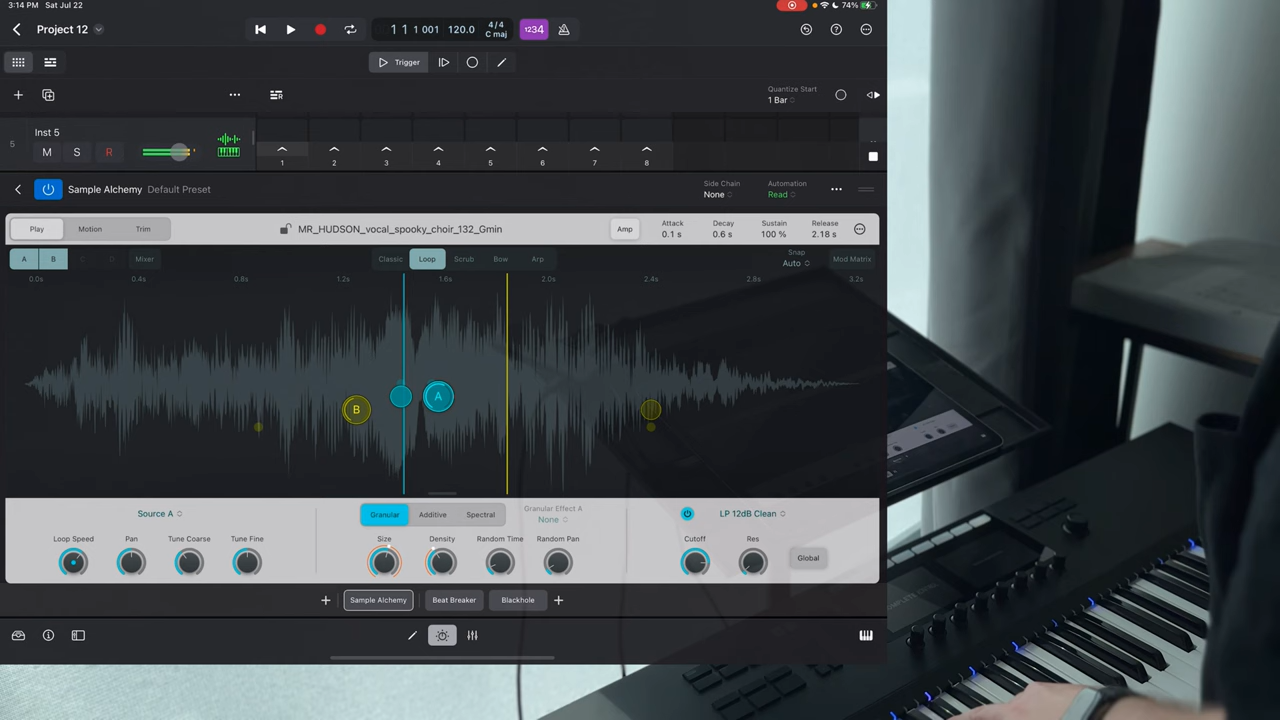 3:14 PM Sat Jul 22
74%
Project 12
1 1 1 001 120.0 4/4 C maj
1234
Trigger
Quantize Start
1 Bar
5
Inst 5
M S R
1 2 3 4 5 6 7 8
Sample Alchemy Default Preset
Side Chain
None
Automation
Read
Play Motion Trim
MR_HUDSON_vocal_spooky_choir_132_Gmin
Amp
Attack
0.1 s
Decay
0.6 s
Sustain
100 %
Release
2.18 s
A B C D Mixer
Classic Loop Scrub Bow Arp
Snap
Auto
Mod Matrix
0.0s 0.4s 0.8s 1.2s 1.6s 2.0s 2.4s 2.8s 3.2s
B A
Source A
Granular Additive Spectral
Granular Effect A
None
LP 12dB Clean
Loop Speed Pan Tune Coarse Tune Fine
Size Density Random Time Random Pan
Cutoff Res
Global
Sample Alchemy Beat Breaker Blackhole